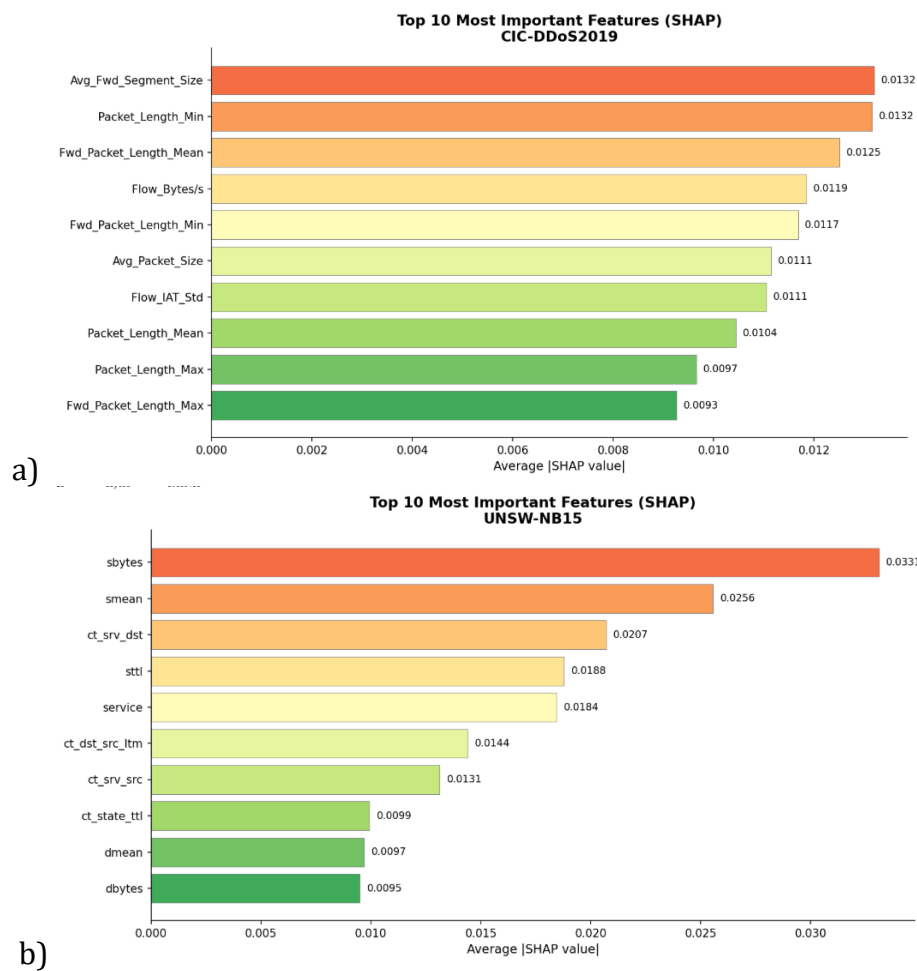 Top 10 Most Important Features (SHAP)
CIC-DDoS2019
Avg_Fwd_Segment_Size 0.0132
Packet_Length_Min 0.0132
Fwd_Packet_Length_Mean 0.0125
Flow_Bytes/s 0.0119
Fwd_Packet_Length_Min 0.0117
Avg_Packet_Size 0.0111
Flow_IAT_Std 0.0111
Packet_Length_Mean 0.0104
Packet_Length_Max 0.0097
Fwd_Packet_Length_Max 0.0093
0.000 0.002 0.004 0.006 0.008 0.010 0.012
Average |SHAP value|
a)
Top 10 Most Important Features (SHAP)
UNSW-NB15
sbytes 0.0331
smean 0.0256
ct_srv_dst 0.0207
sttl 0.0188
service 0.0184
ct_dst_src_ltm 0.0144
ct_srv_src 0.0131
ct_state_ttl 0.0099
dmean 0.0097
dbytes 0.0095
0.000 0.005 0.010 0.015 0.020 0.025 0.030
Average |SHAP value|
b)